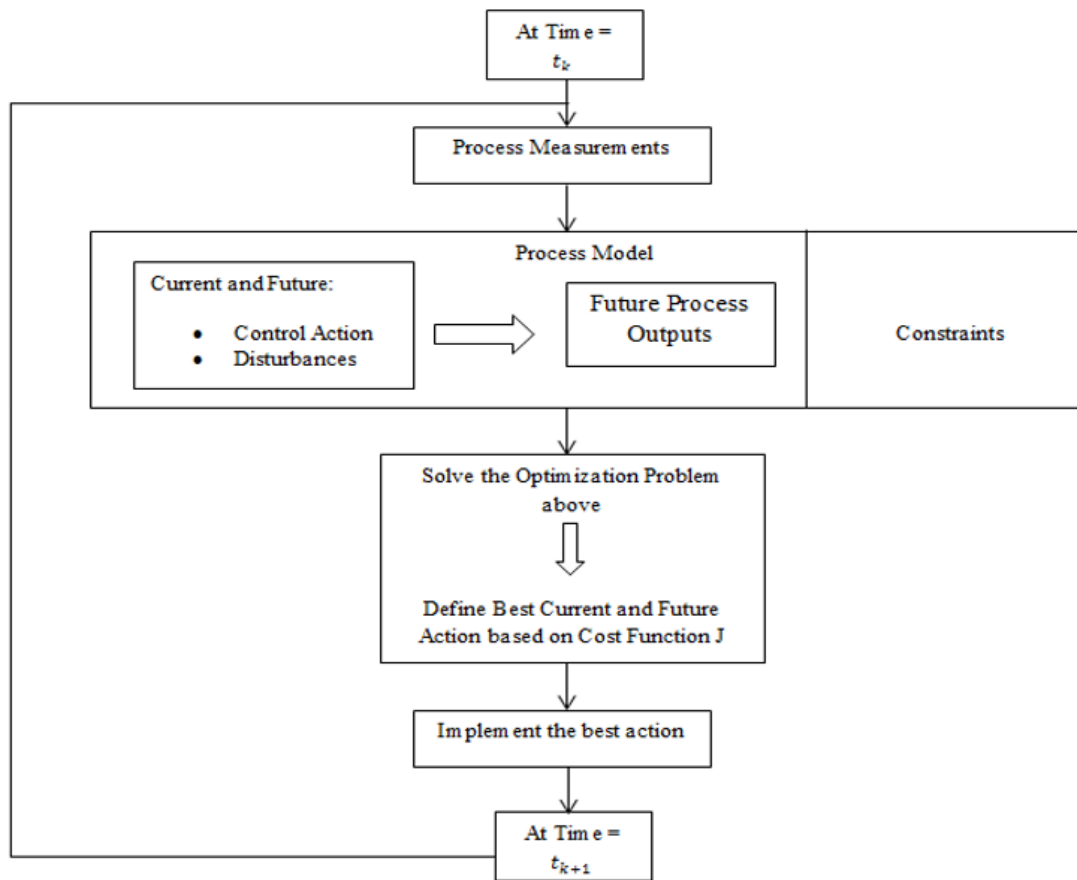 At Time =
t_k
Process Measurements
Process Model
Current and Future:
• Control Action
• Disturbances
Future Process
Outputs
Constraints
Solve the Optimization Problem
above
Define Best Current and Future
Action based on Cost Function J
Implement the best action
At Time =
t_{k+1}